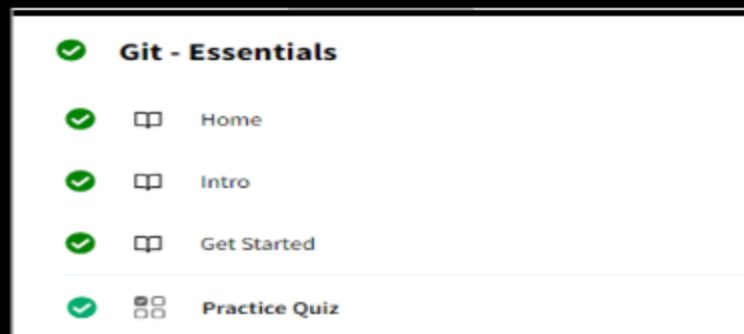 Git - Essentials
Home
Intro
Get Started
Practice Quiz